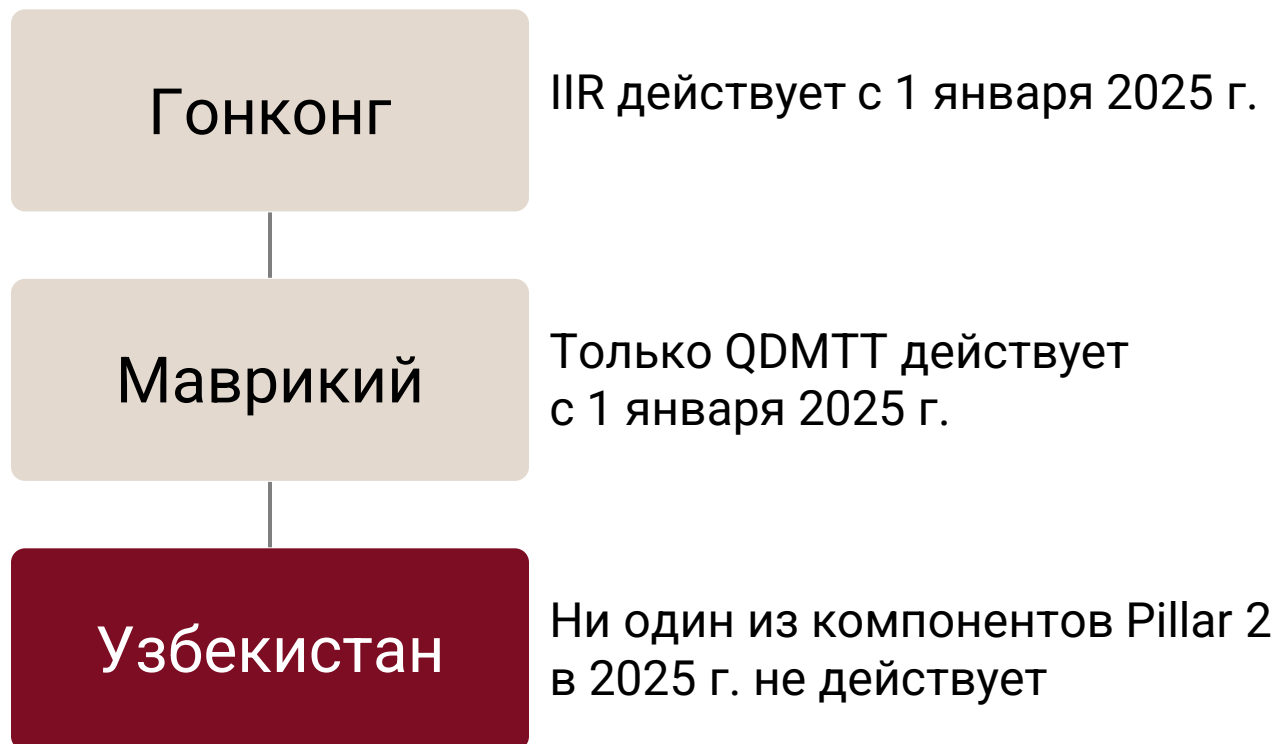 Гонконг
IIR действует с 1 января 2025 г.
Маврикий
Только QDMTT действует
с 1 января 2025 г.
Узбекистан
Ни один из компонентов Pillar 2
в 2025 г. не действует